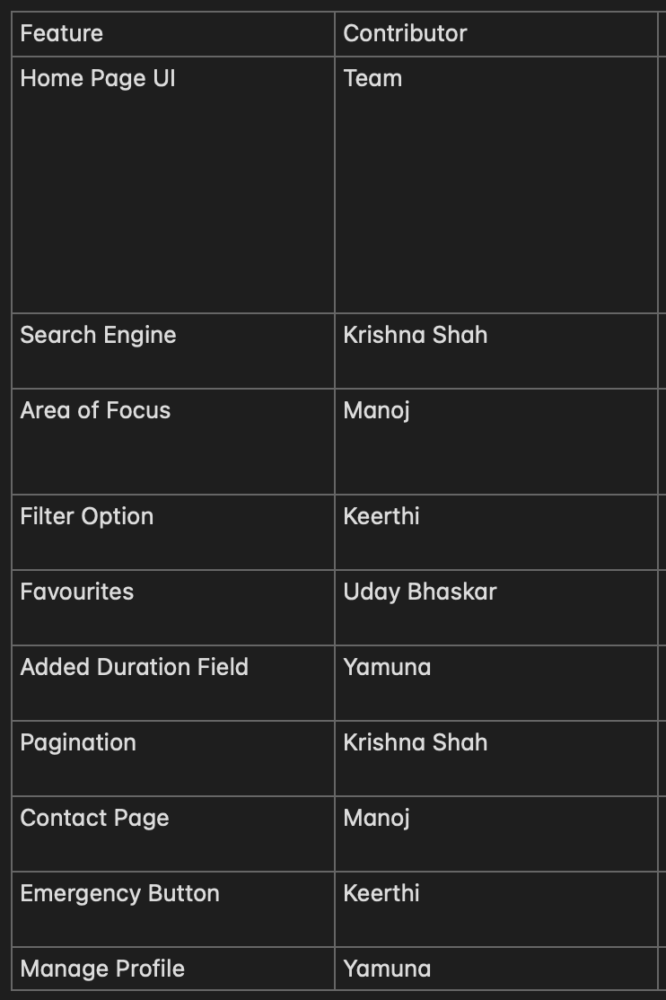 Feature Contributor
Home Page UI Team
Search Engine Krishna Shah
Area of Focus Manoj
Filter Option Keerthi
Favourites Uday Bhaskar
Added Duration Field Yamuna
Pagination Krishna Shah
Contact Page Manoj
Emergency Button Keerthi
Manage Profile Yamuna